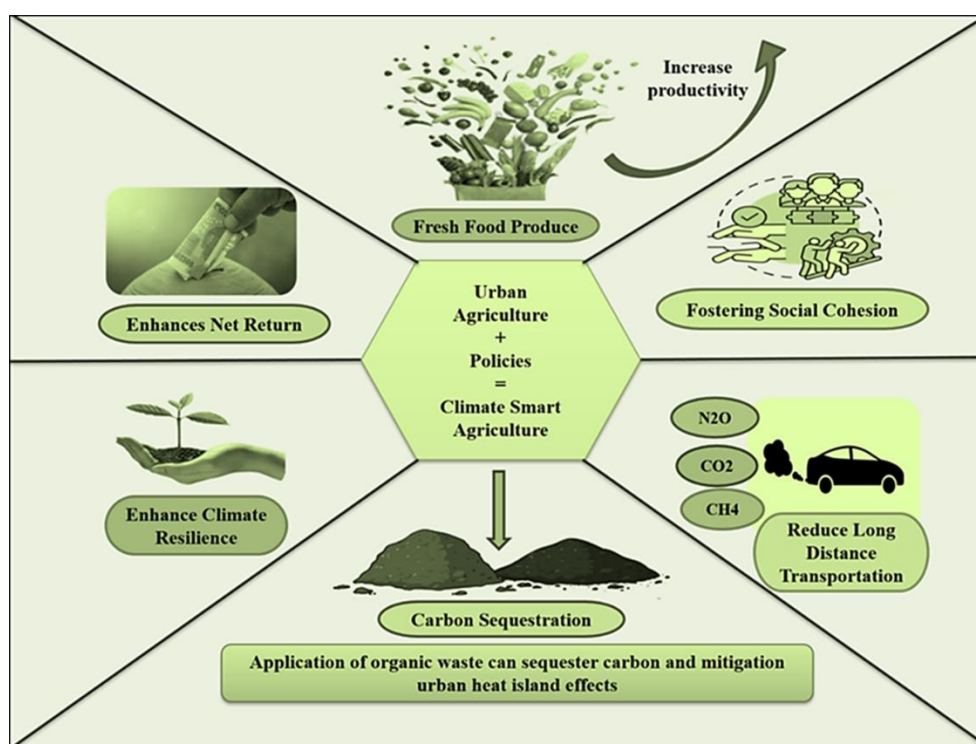 Increase
productivity
Fresh Food Produce
Enhances Net Return
Fostering Social Cohesion
Urban
Agriculture
+
Policies
=
Climate Smart
Agriculture
Enhance Climate
Resilience
N2O
CO2
CH4
Reduce Long
Distance
Transportation
Carbon Sequestration
Application of organic waste can sequester carbon and mitigation
urban heat island effects